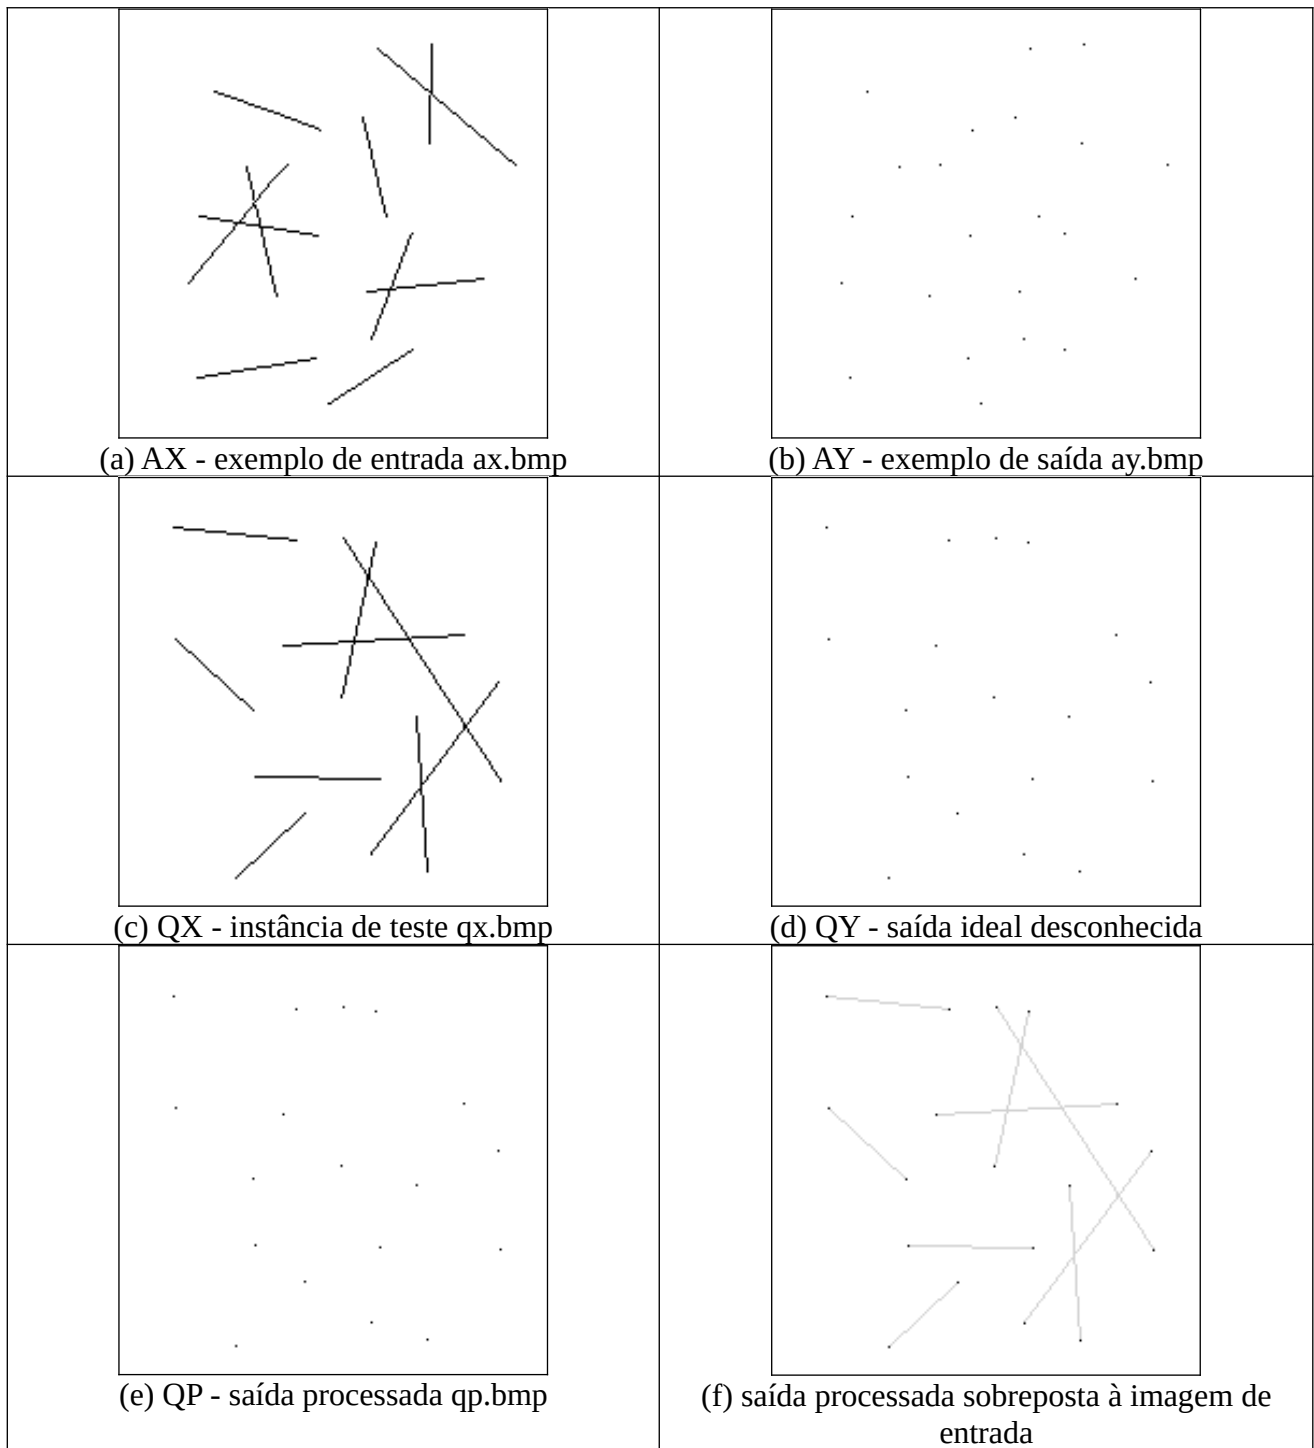 (a) AX - exemplo de entrada ax.bmp
(b) AY - exemplo de saída ay.bmp
(c) QX - instância de teste qx.bmp
(d) QY - saída ideal desconhecida
(e) QP - saída processada qp.bmp
(f) saída processada sobreposta à imagem de
entrada